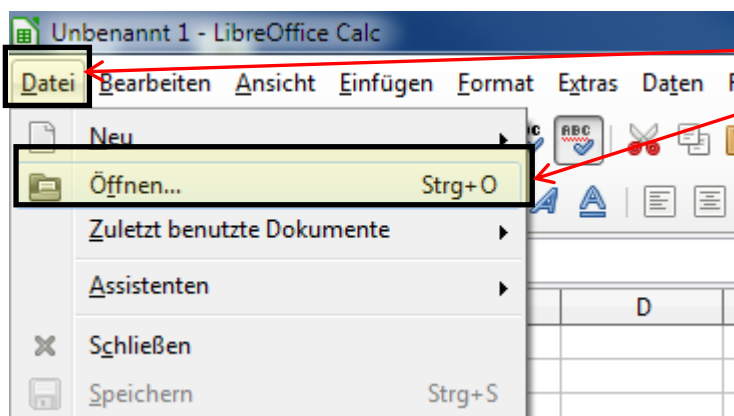 Unbenannt 1 - LibreOffice Calc
Datei Bearbeiten Ansicht Einfügen Format Extras Daten F
Neu
ABC
Öffnen... Strg+O
Zuletzt benutzte Dokumente
Assistenten
D
Schließen
Speichern Strg+S